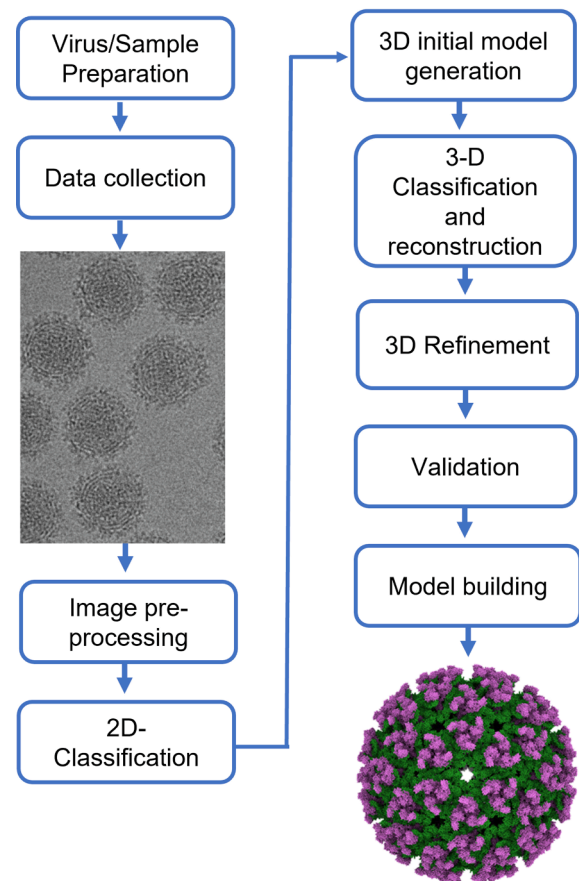 Virus/Sample
Preparation
Data collection
Image pre-
processing
2D-
Classification
3D initial model
generation
3-D
Classification
and
reconstruction
3D Refinement
Validation
Model building